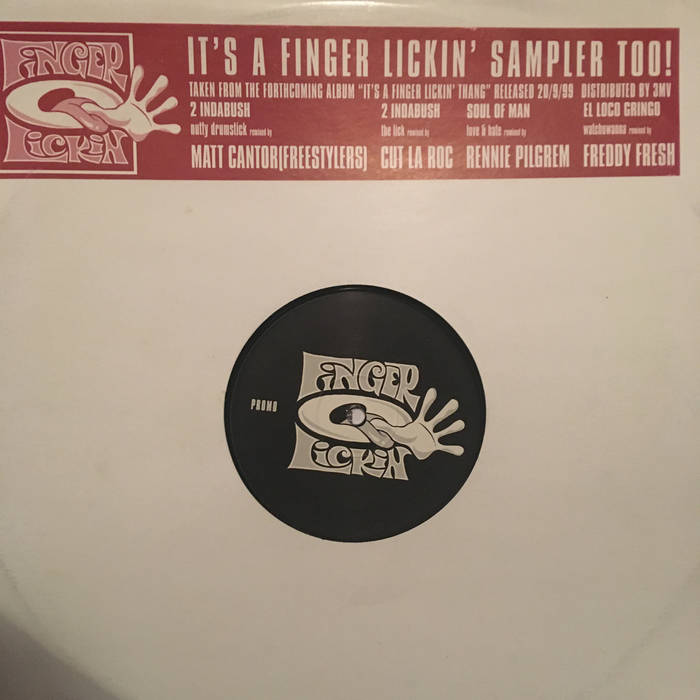 FINGER
LICKIN
IT'S A FINGER LICKIN' SAMPLER TOO!
TAKEN FROM THE FORTHCOMING ALBUM "IT'S A FINGER LICKIN' THANG" RELEASED 20/9/99 DISTRIBUTED BY 3MV
2 INDABUSH
nutty drumstick remixed by
MATT CANTOR(FREESTYLERS)
2 INDABUSH
the lick remixed by
CUT LA ROC
SOUL OF MAN
love & hate remixed by
RENNIE PILGREM
EL LOCO GRINGO
watchowanna remixed by
FREDDY FRESH
PROMO
FINGER
LICKIN